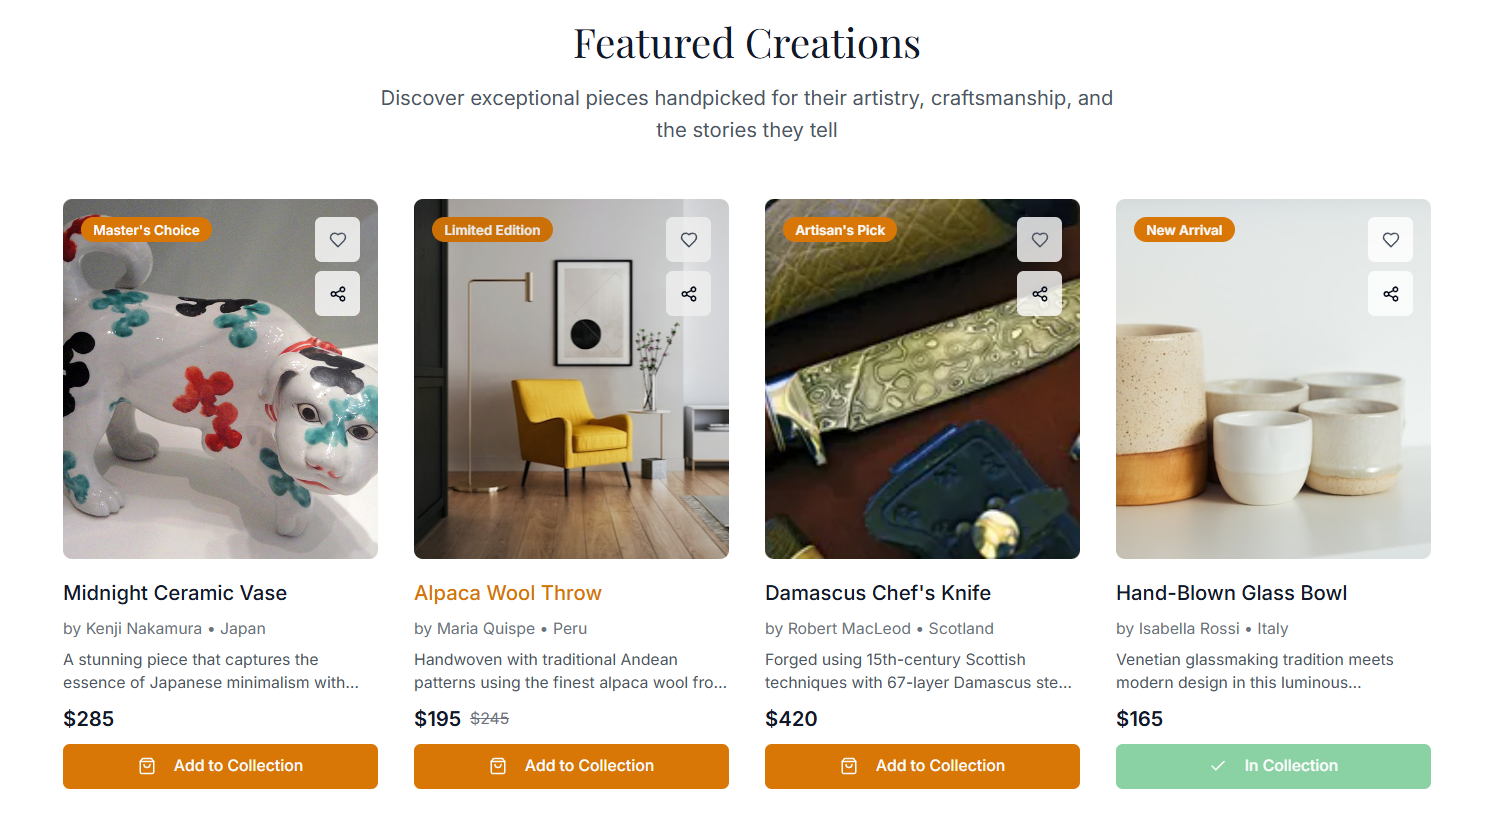 Featured Creations
Discover exceptional pieces handpicked for their artistry, craftsmanship, and
the stories they tell
Master's Choice
Limited Edition
Artisan's Pick
New Arrival
Midnight Ceramic Vase
by Kenji Nakamura • Japan
A stunning piece that captures the
essence of Japanese minimalism with...
$285
Add to Collection
Alpaca Wool Throw
by Maria Quispe • Peru
Handwoven with traditional Andean
patterns using the finest alpaca wool fro...
$195 $245
Add to Collection
Damascus Chef's Knife
by Robert MacLeod • Scotland
Forged using 15th-century Scottish
techniques with 67-layer Damascus ste...
$420
Add to Collection
Hand-Blown Glass Bowl
by Isabella Rossi • Italy
Venetian glassmaking tradition meets
modern design in this luminous...
$165
In Collection